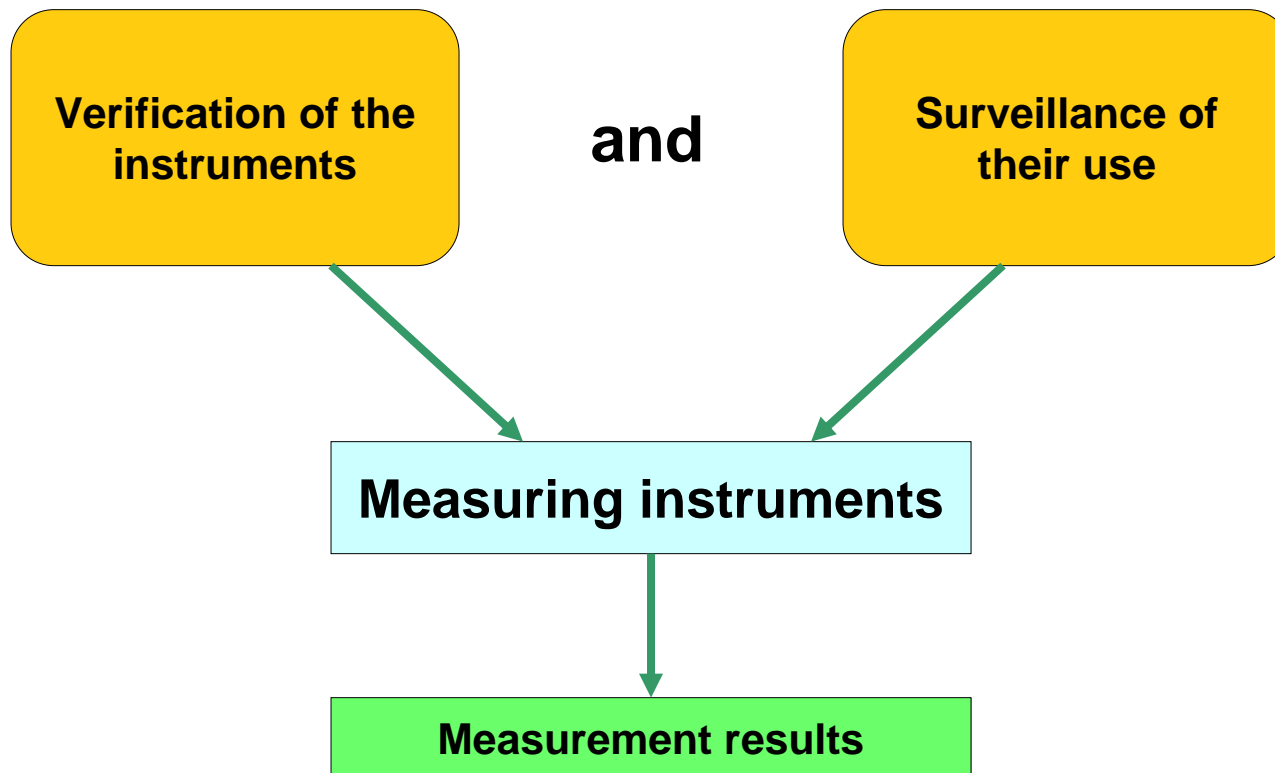 Verification of the
instruments
and
Surveillance of
their use
Measuring instruments
Measurement results